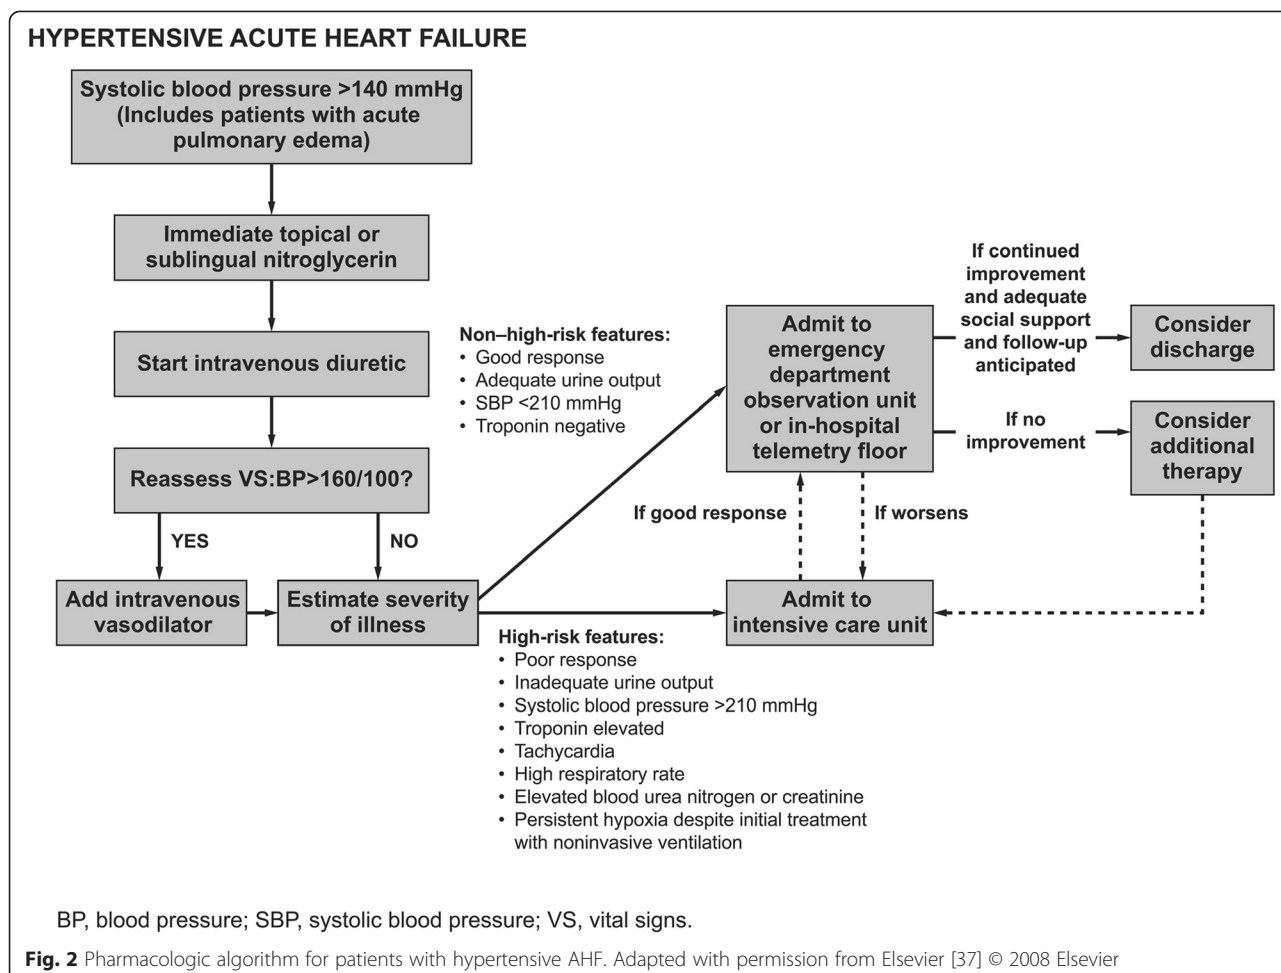 HYPERTENSIVE ACUTE HEART FAILURE
Systolic blood pressure >140 mmHg
(Includes patients with acute
pulmonary edema)
Immediate topical or
sublingual nitroglycerin
Start intravenous diuretic
Reassess VS:BP>160/100?
YES
NO
Add intravenous
vasodilator
Estimate severity
of illness
Non–high-risk features:
• Good response
• Adequate urine output
• SBP <210 mmHg
• Troponin negative
High-risk features:
• Poor response
• Inadequate urine output
• Systolic blood pressure >210 mmHg
• Troponin elevated
• Tachycardia
• High respiratory rate
• Elevated blood urea nitrogen or creatinine
• Persistent hypoxia despite initial treatment
with noninvasive ventilation
Admit to
emergency
department
observation unit
or in-hospital
telemetry floor
If good response
If worsens
Admit to
intensive care unit
If continued
improvement
and adequate
social support
and follow-up
anticipated
Consider
discharge
If no
improvement
Consider
additional
therapy
BP, blood pressure; SBP, systolic blood pressure; VS, vital signs.
Fig. 2 Pharmacologic algorithm for patients with hypertensive AHF. Adapted with permission from Elsevier [37] © 2008 Elsevier